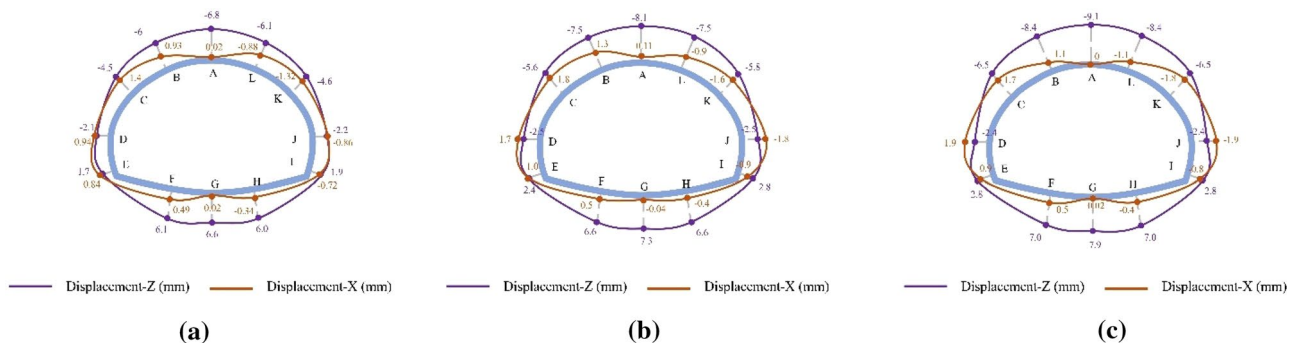 -6.8
-6 -6.1
0.93 0.02 -0.88
-4.5 1.4 B A L -1.32 -4.6
C K
-2.1 D J -2.2
0.94 -0.86
E I
1.7 F G H 1.9
0.84 0.49 0.02 -0.34 -0.72
6.1 6.6 6.0
Displacement-Z (mm) Displacement-X (mm)
(a)
-8.1
-7.5 -7.5
1.3 0.11 -0.9
-5.6 1.8 B A L -1.6 -5.8
C K
1.7 -2.5 D J -2.5 -1.8
1.0 E I -0.9
2.4 F G H 2.8
0.5 -0.04 -0.4
6.6 7.3 6.6
Displacement-Z (mm) Displacement-X (mm)
(b)
-9.1
-8.4 -8.4
1.1 0 -1.1
-6.5 1.7 B A L -1.8 -6.5
C K
1.9 -2.4 D J -2.4 -1.9
0.9 E I -0.8
F G H 2.8
0.5 0.02 -0.4
7.0 7.9 7.0
Displacement-Z (mm) Displacement-X (mm)
(c)